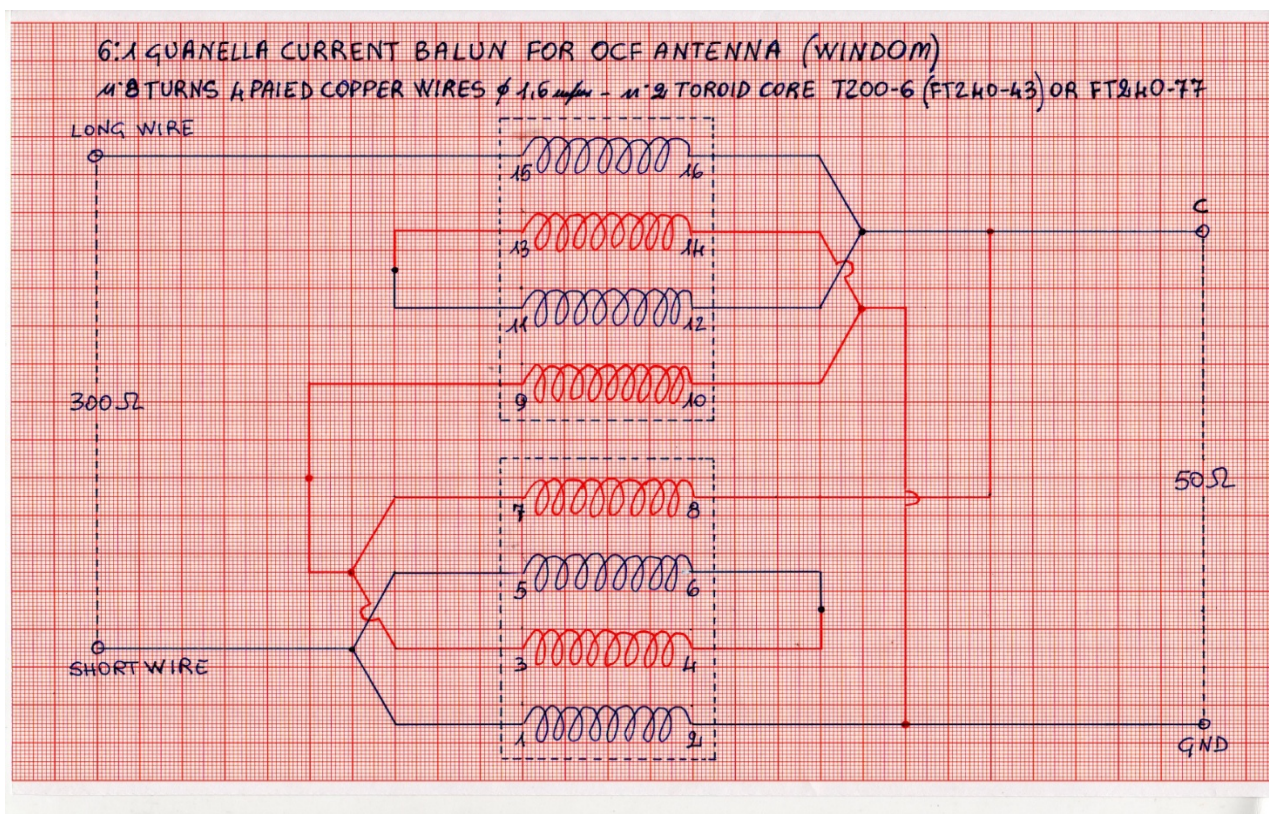 6:1 GUANELLA CURRENT BALUN FOR OCF ANTENNA (WINDOM)
n°8 TURNS 4 PAIED COPPER WIRES ϕ 1,6 m/m - n°2 TOROID CORE T200-6 (FT240-43) OR FT240-77
LONG WIRE
15 16
C
13 14
11 12
300Ω
9 10
50Ω
7 8
5 6
SHORT WIRE
3 4
1 2
GND